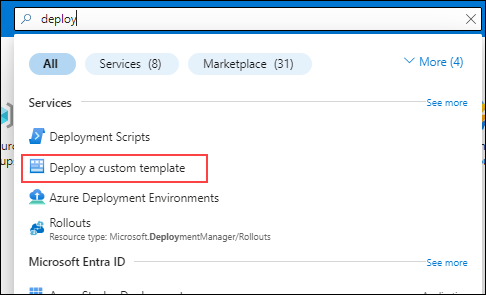 deploy
All
Services (8)
Marketplace (31)
More (4)
Services
See more
Deployment Scripts
Deploy a custom template
Azure Deployment Environments
Rollouts
Resource type: Microsoft.DeploymentManager/Rollouts
Microsoft Entra ID
See more